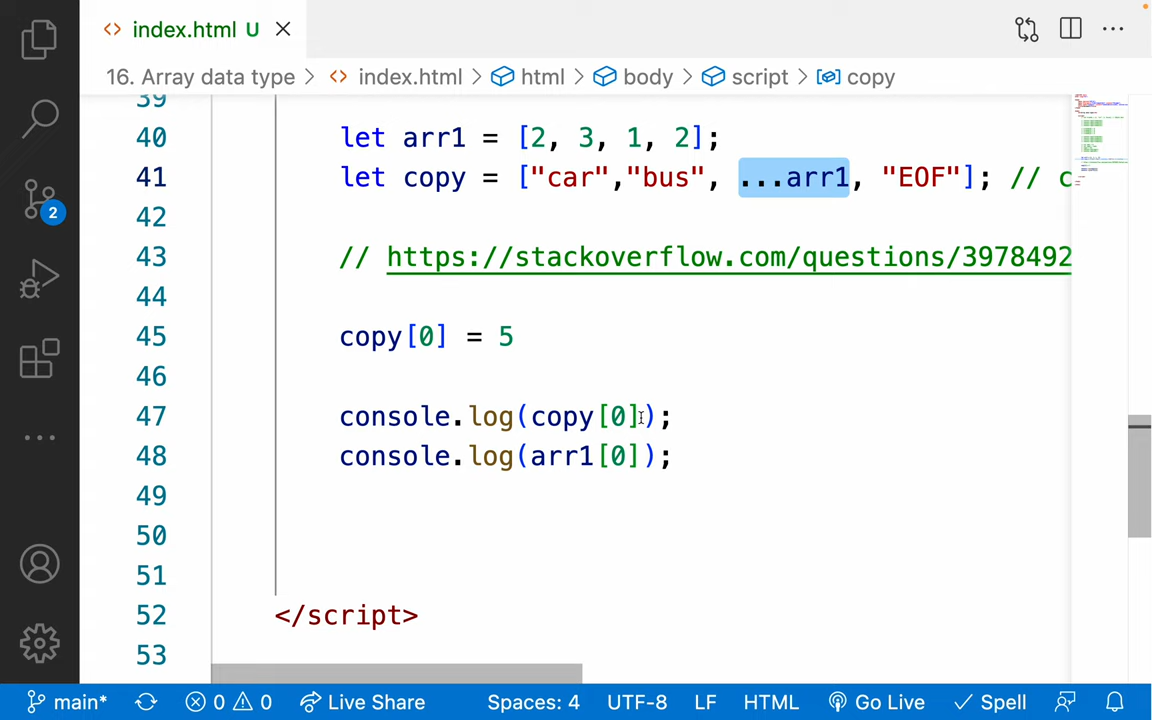 index.html U
16. Array data type > index.html > html > body > script > copy
39
40 let arr1 = [2, 3, 1, 2];
41 let copy = ["car","bus", ...arr1, "EOF"]; // c
42
43 // https://stackoverflow.com/questions/3978492
44
45 copy[0] = 5
46
47 console.log(copy[0]);
48 console.log(arr1[0]);
49
50
51
52 </script>
53
2
main* 0 0 Live Share Spaces: 4 UTF-8 LF HTML Go Live Spell